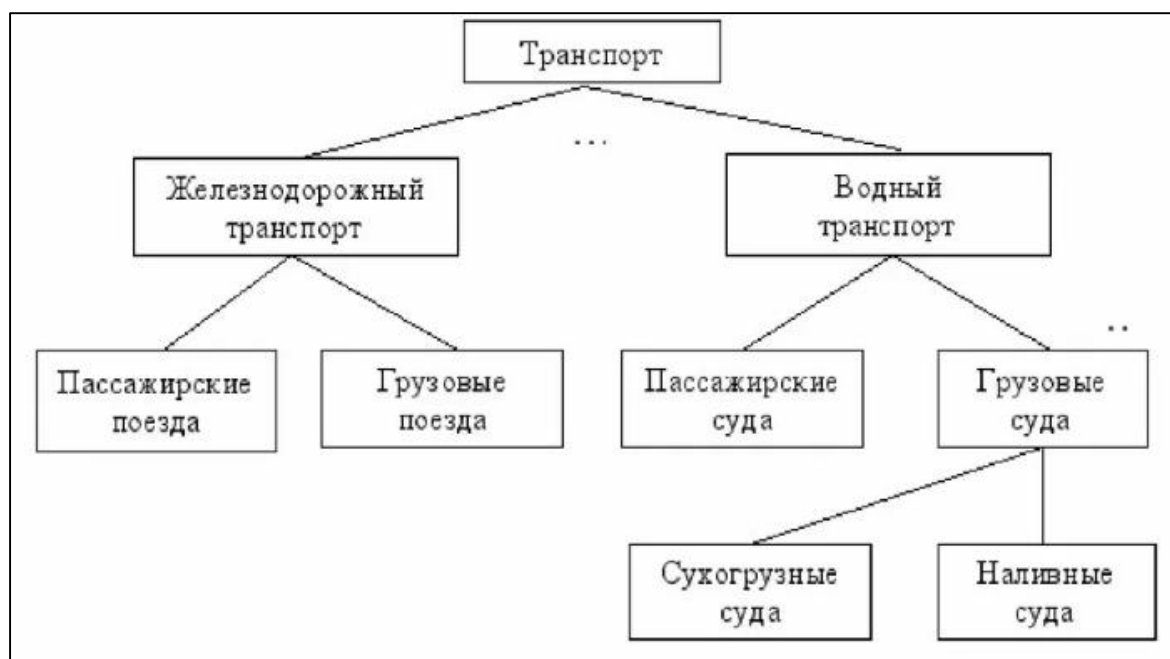 Транспорт
...
Железнодорожный
транспорт
Водный
транспорт
..
Пассажирские
поезда
Грузовые
поезда
Пассажирские
суда
Грузовые
суда
Сухогрузные
суда
Наливные
суда